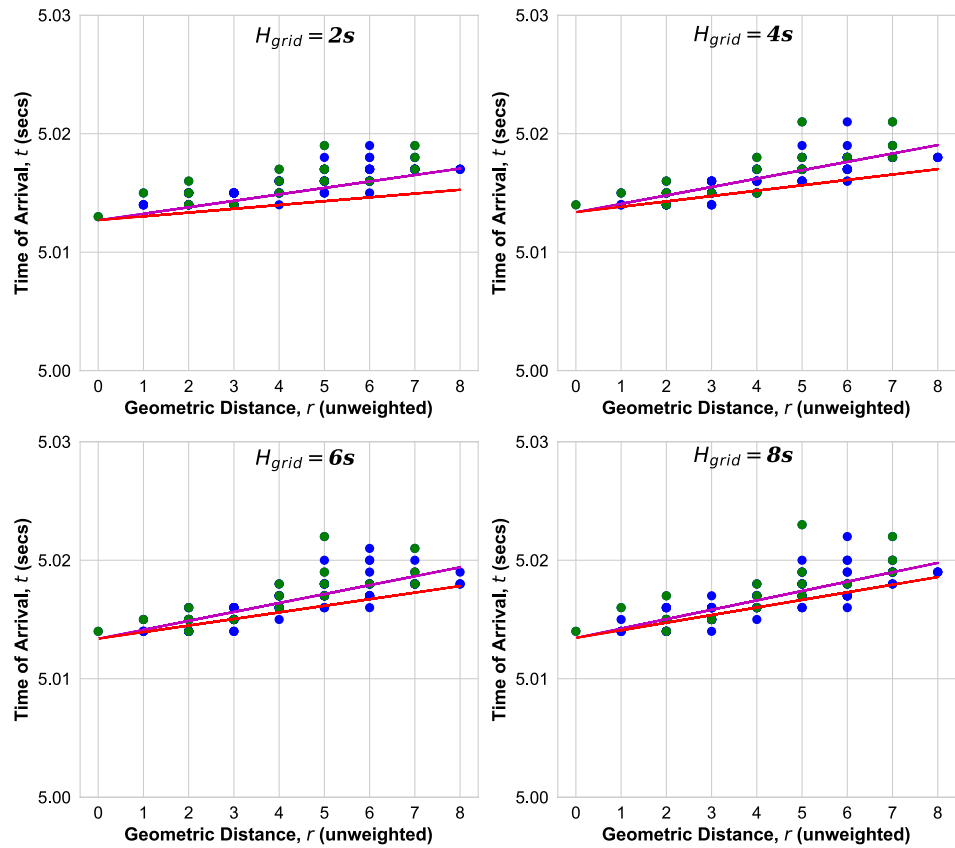 H_grid = 2s
Time of Arrival, t (secs)
5.03
5.02
5.01
5.00
0 1 2 3 4 5 6 7 8
Geometric Distance, r (unweighted)
H_grid = 4s
Time of Arrival, t (secs)
5.03
5.02
5.01
5.00
0 1 2 3 4 5 6 7 8
Geometric Distance, r (unweighted)
H_grid = 6s
Time of Arrival, t (secs)
5.03
5.02
5.01
5.00
0 1 2 3 4 5 6 7 8
Geometric Distance, r (unweighted)
H_grid = 8s
Time of Arrival, t (secs)
5.03
5.02
5.01
5.00
0 1 2 3 4 5 6 7 8
Geometric Distance, r (unweighted)